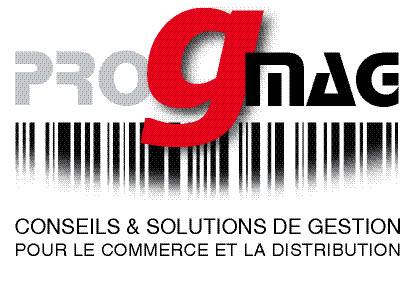 PROgMAG
CONSEILS & SOLUTIONS DE GESTION
POUR LE COMMERCE ET LA DISTRIBUTION